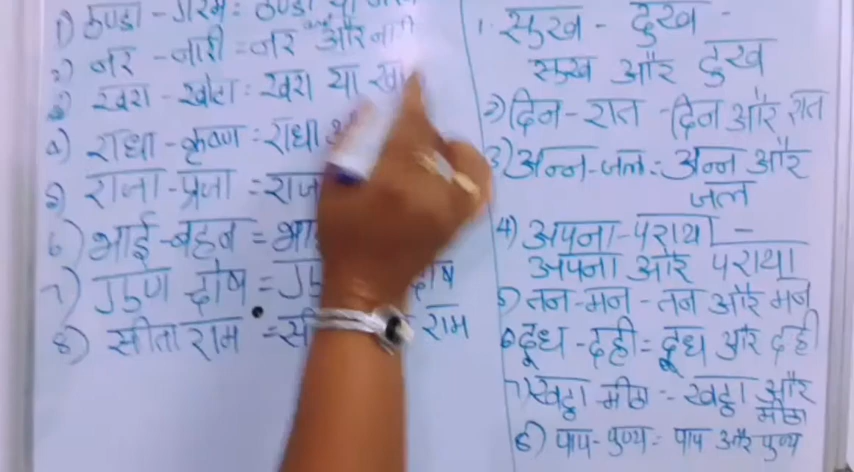 1) ठण्डा - गरम = ठण्डा या
2) नर - नारी = नर और नारी
3) खरा - खोटा = खरा या
4) राधा - कृष्ण = राधा
5) राजा - प्रजा =
6) भाई - बहन =
7) गुण दोष = दोष
8) सीता राम = राम
1. सुख - दुख -
सुख और दुख
2) दिन - रात - दिन और रात
3) अन्न - जल = अन्न और
जल
4) अपना - पराया -
अपना और पराया
5) तन - मन - तन और मन
6) दूध - दही = दूध और दही
7) खट्टा मीठा - खट्टा और
मीठा
8) पाप - पुण्य = पाप और पुण्य